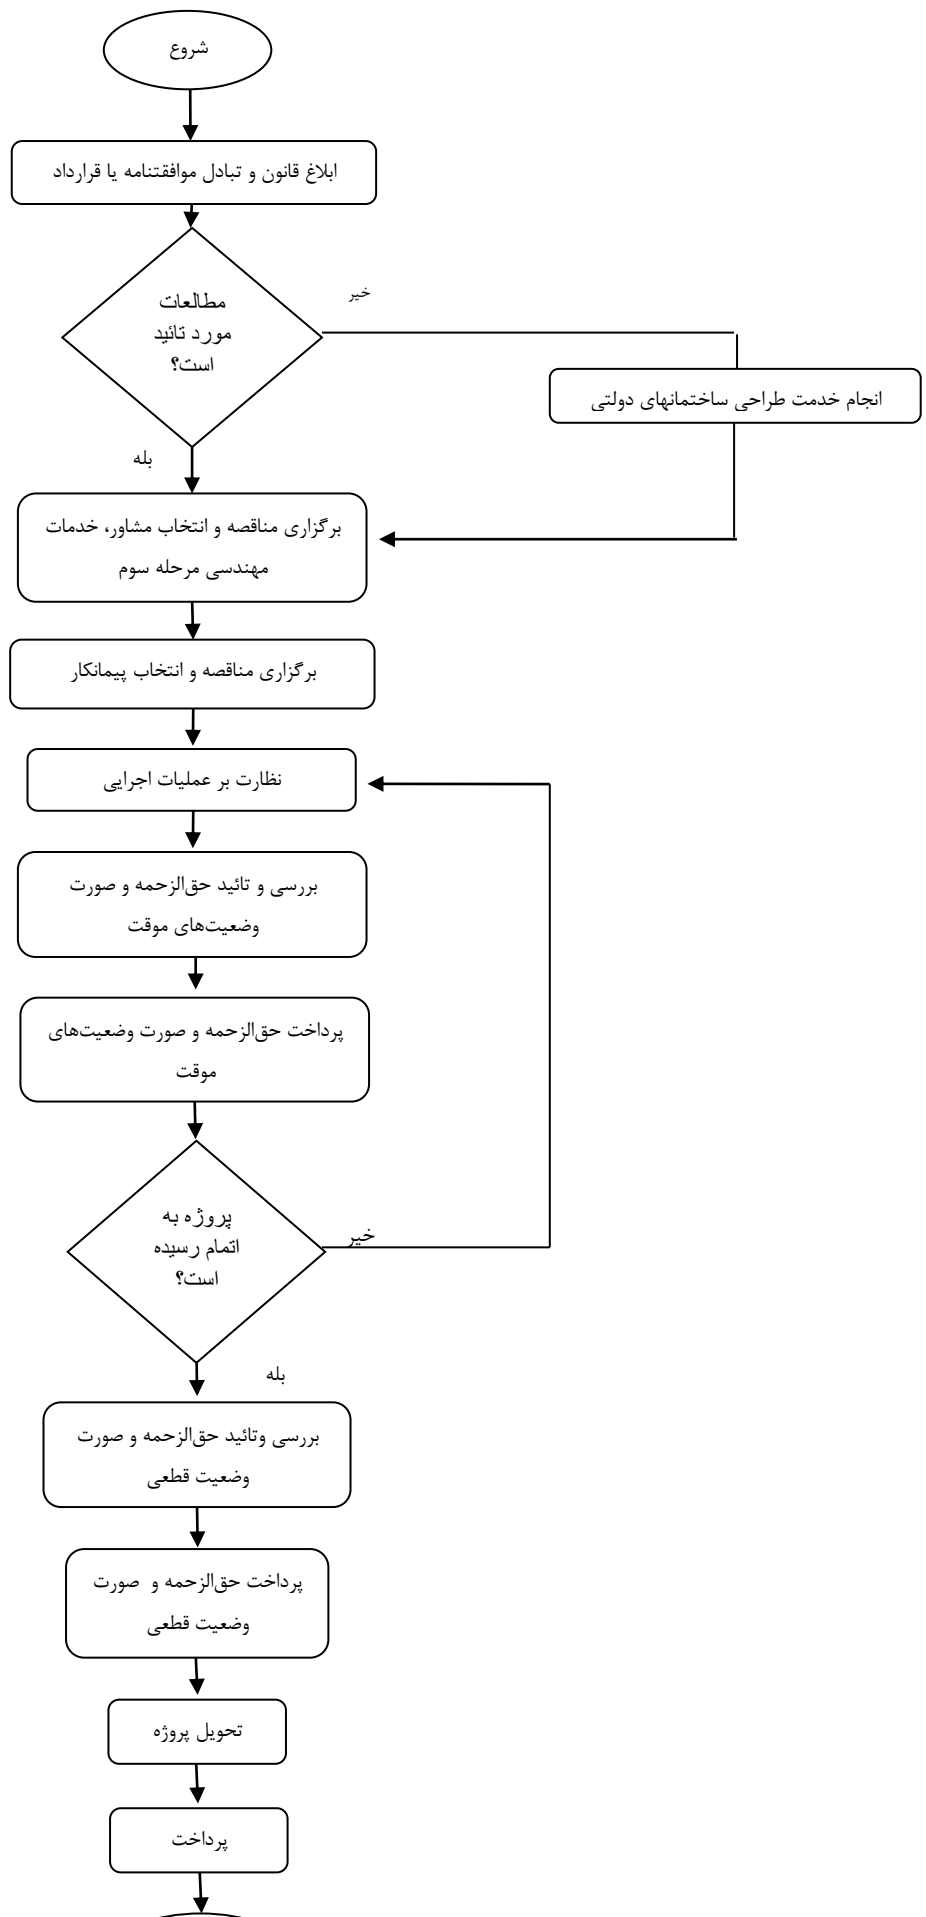 شروع
ابلاغ قانون و تبادل موافقتنامه یا قرارداد
مطالعات
مورد تائید
است؟
خیر
انجام خدمت طراحی ساختمانهای دولتی
بله
برگزاری مناقصه و انتخاب مشاور، خدمات
مهندسی مرحله سوم
برگزاری مناقصه و انتخاب پیمانکار
نظارت بر عملیات اجرایی
بررسی و تائید حق‌الزحمه و صورت
وضعیت‌های موقت
پرداخت حق‌الزحمه و صورت وضعیت‌های
موقت
پروژه به
اتمام رسیده
است؟
خیر
بله
بررسی وتائید حق‌الزحمه و صورت
وضعیت قطعی
پرداخت حق‌الزحمه و صورت
وضعیت قطعی
تحویل پروژه
پرداخت